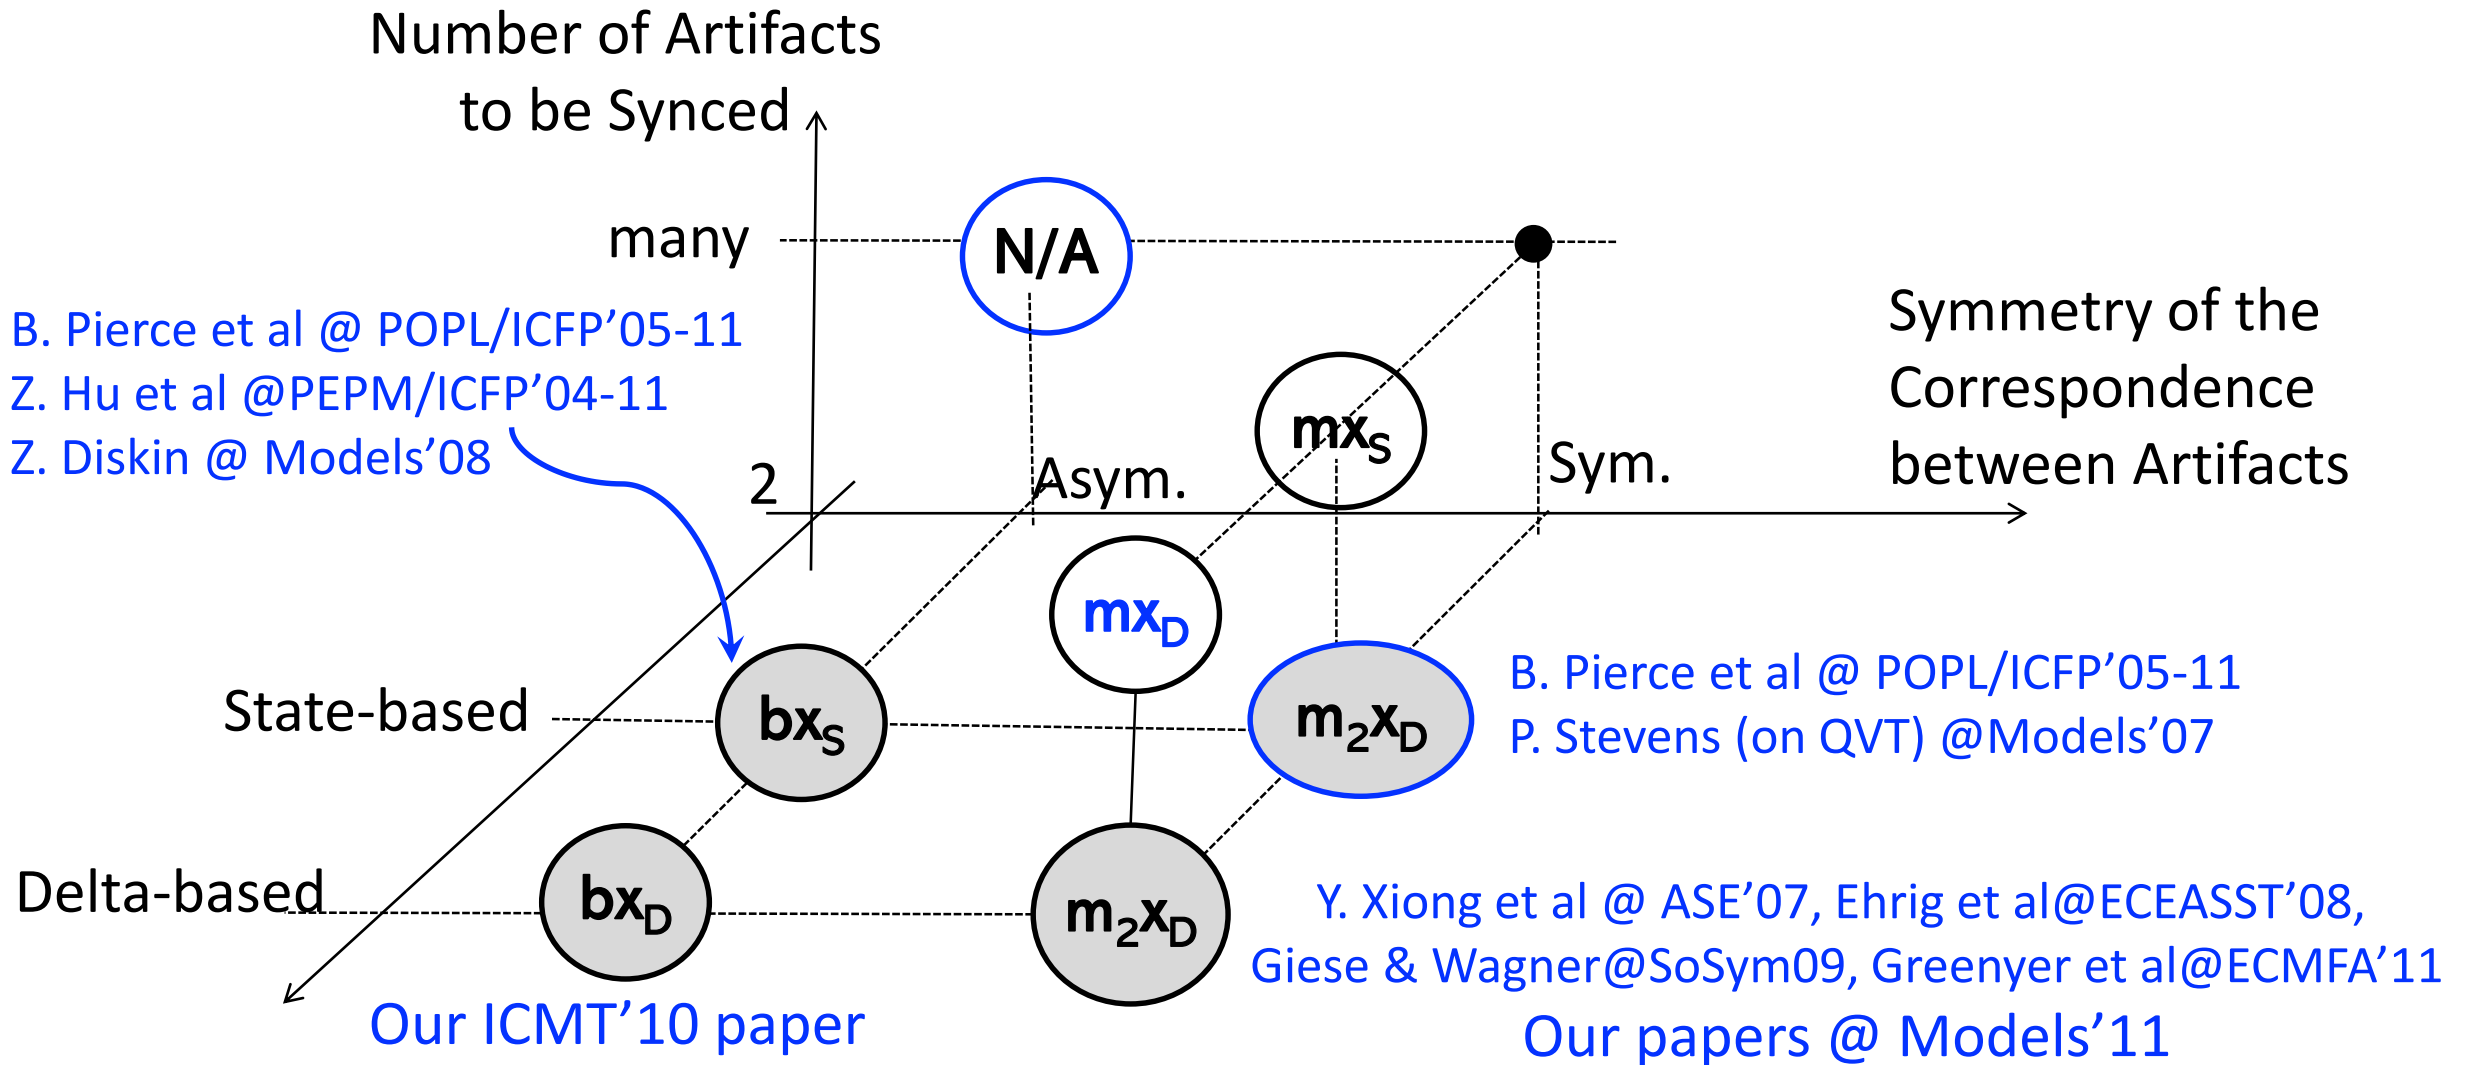 Number of Artifacts
to be Synced
many
N/A
B. Pierce et al @ POPL/ICFP’05-11
Z. Hu et al @PEPM/ICFP’04-11
Z. Diskin @ Models’08
Symmetry of the
Correspondence
between Artifacts
mxS
2
Asym.
Sym.
mxD
State-based
bxS
m2xD
B. Pierce et al @ POPL/ICFP’05-11
P. Stevens (on QVT) @Models’07
Delta-based
bxD
m2xD
Y. Xiong et al @ ASE’07, Ehrig et al@ECEASST’08,
Giese & Wagner@SoSym09, Greenyer et al@ECMFA’11
Our ICMT’10 paper
Our papers @ Models’11